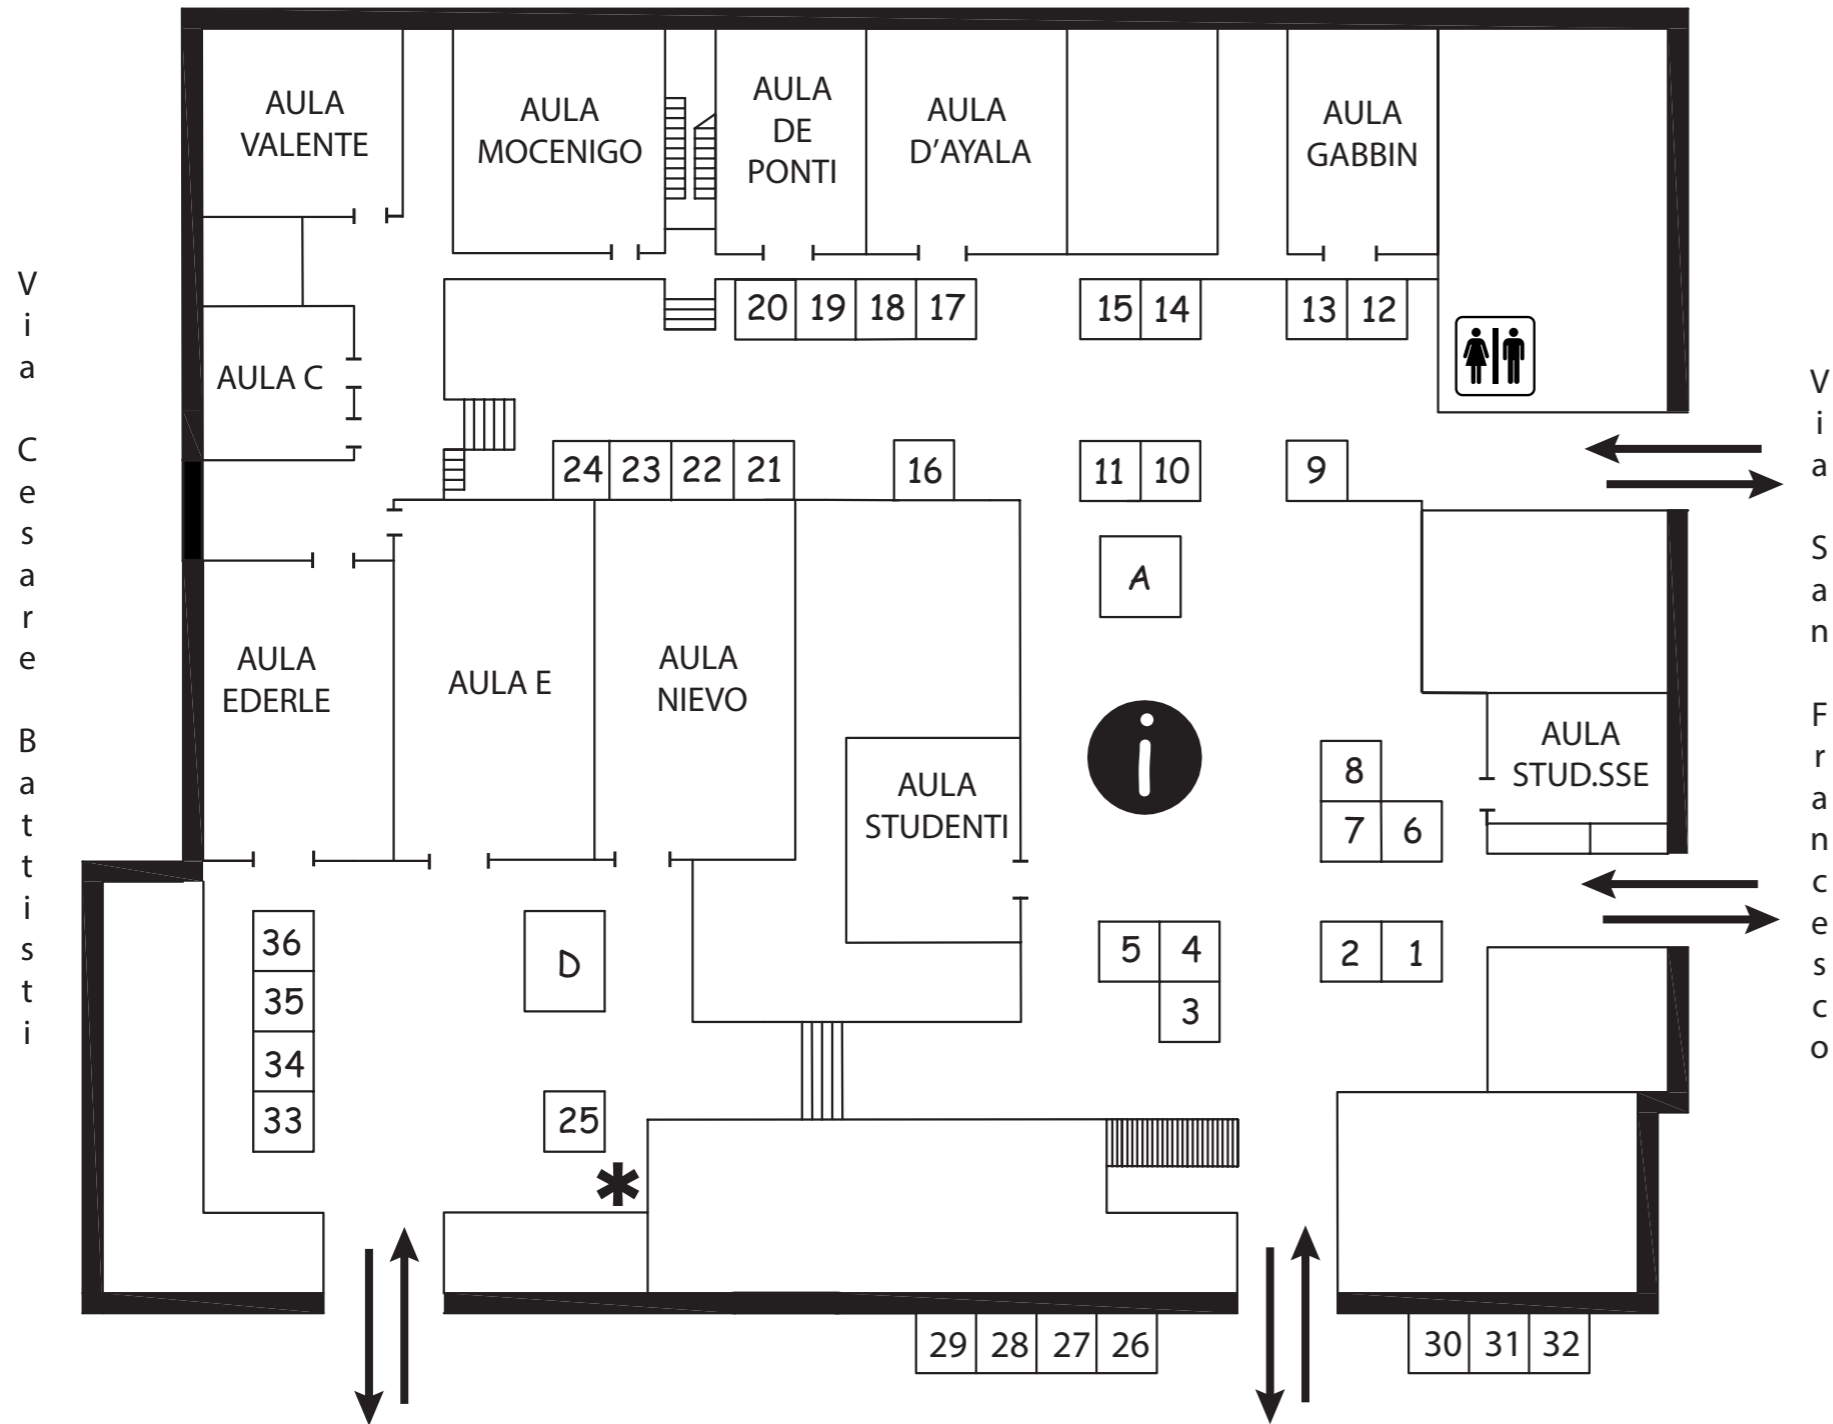 AULA
VALENTE
AULA
MOCENIGO
AULA
DE
PONTI
AULA
D'AYALA
AULA
GABBIN
20 19 18 17
15 14
13 12
AULA C
24 23 22 21
16
11 10
9
A
AULA
EDERLE
AULA E
AULA
NIEVO
i
AULA
STUDENTI
8
7 6
AULA
STUD.SSE
36
35
34
33
D
5 4
3
2 1
25
*
29 28 27 26
30 31 32
Via Cesare Battisti
Via San Francesco